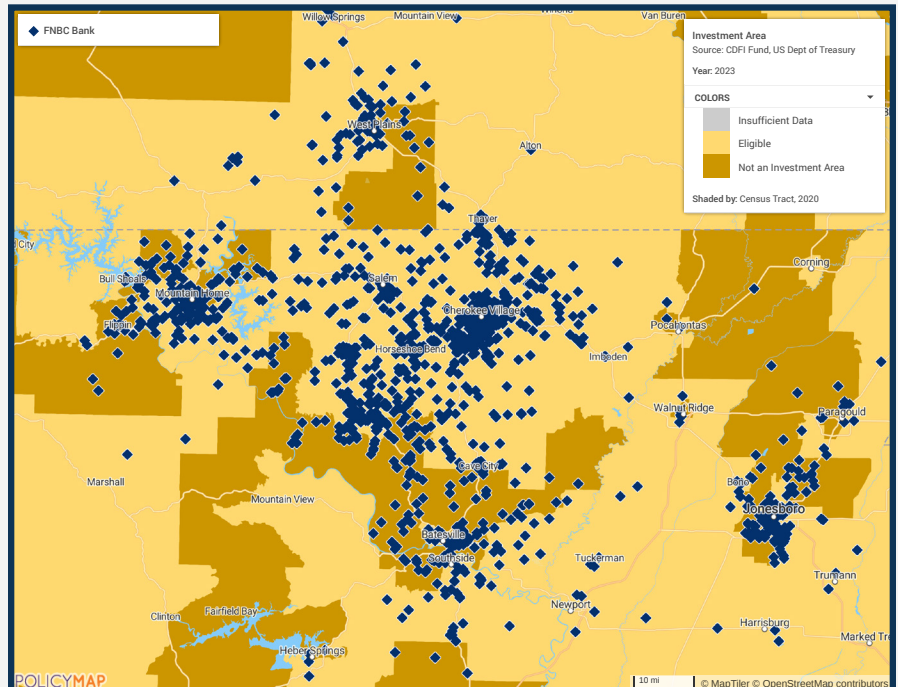 FNBC Bank
Willow Springs
Mountain View
Van Buren
Investment Area
Source: CDFI Fund, US Dept of Treasury
Year: 2023
COLORS
Insufficient Data
Eligible
Not an Investment Area
Shaded by: Census Tract, 2020
West Plains
Alton
Thayer
d City
Corning
Bull Shoals
Salem
Mountain Home
Cherokee Village
Flippin
Pocahontas
Horseshoe Bend
Imboden
Walnut Ridge
Paragould
Cave City
Marshall
Bono
Mountain View
Jonesboro
Batesville
Southside
Tuckerman
Trumann
Newport
Clinton
Fairfield Bay
Harrisburg
Marked Tre
Heber Springs
POLICYMAP
10 mi
© MapTiler © OpenStreetMap contributors